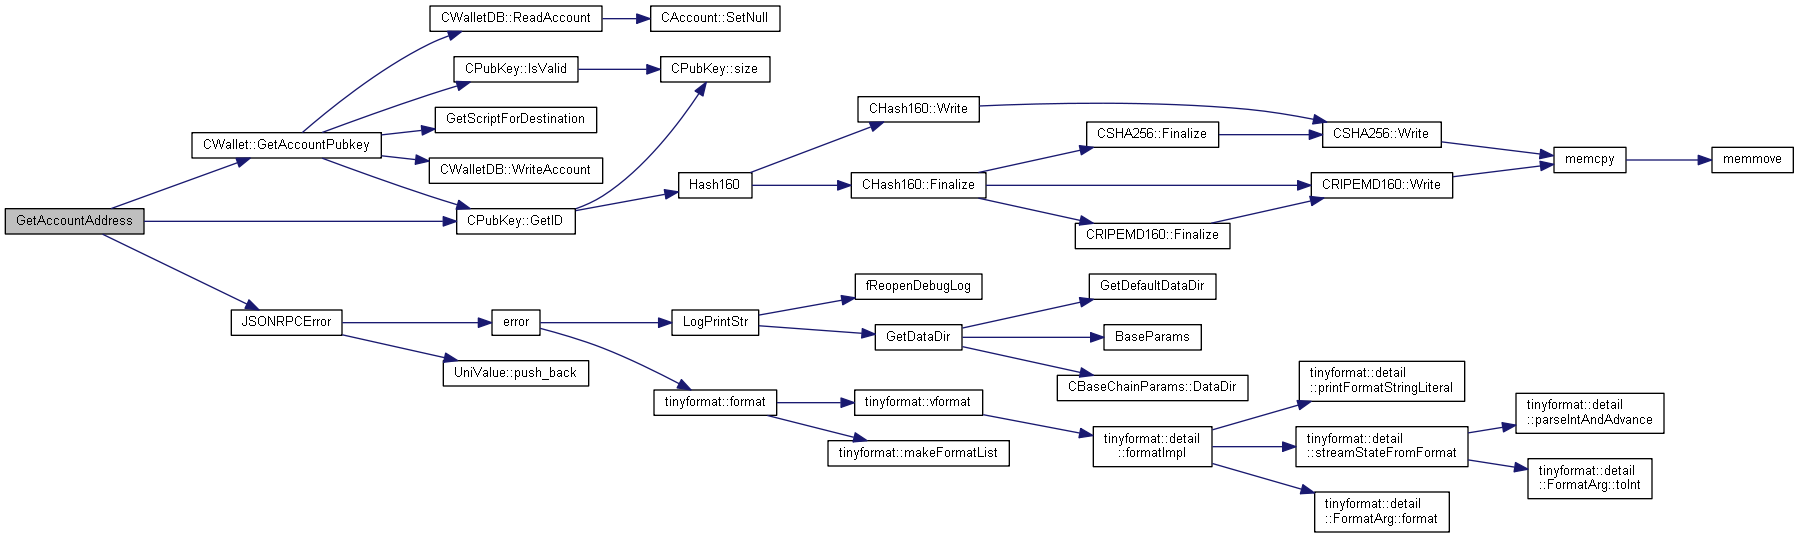 CWalletDB::ReadAccount
CAccount::SetNull
CPubKey::IsValid
CPubKey::size
GetScriptForDestination
CHash160::Write
CSHA256::Finalize
CSHA256::Write
CWallet::GetAccountPubkey
memcpy
memmove
CWalletDB::WriteAccount
Hash160
CHash160::Finalize
CRIPEMD160::Write
GetAccountAddress
CPubKey::GetID
CRIPEMD160::Finalize
fReopenDebugLog
GetDefaultDataDir
JSONRPCError
error
LogPrintStr
GetDataDir
BaseParams
UniValue::push_back
CBaseChainParams::DataDir
tinyformat::detail
::printFormatStringLiteral
tinyformat::format
tinyformat::vformat
tinyformat::detail
::parseIntAndAdvance
tinyformat::makeFormatList
tinyformat::detail
::formatImpl
tinyformat::detail
::streamStateFromFormat
tinyformat::detail
::FormatArg::toInt
tinyformat::detail
::FormatArg::format